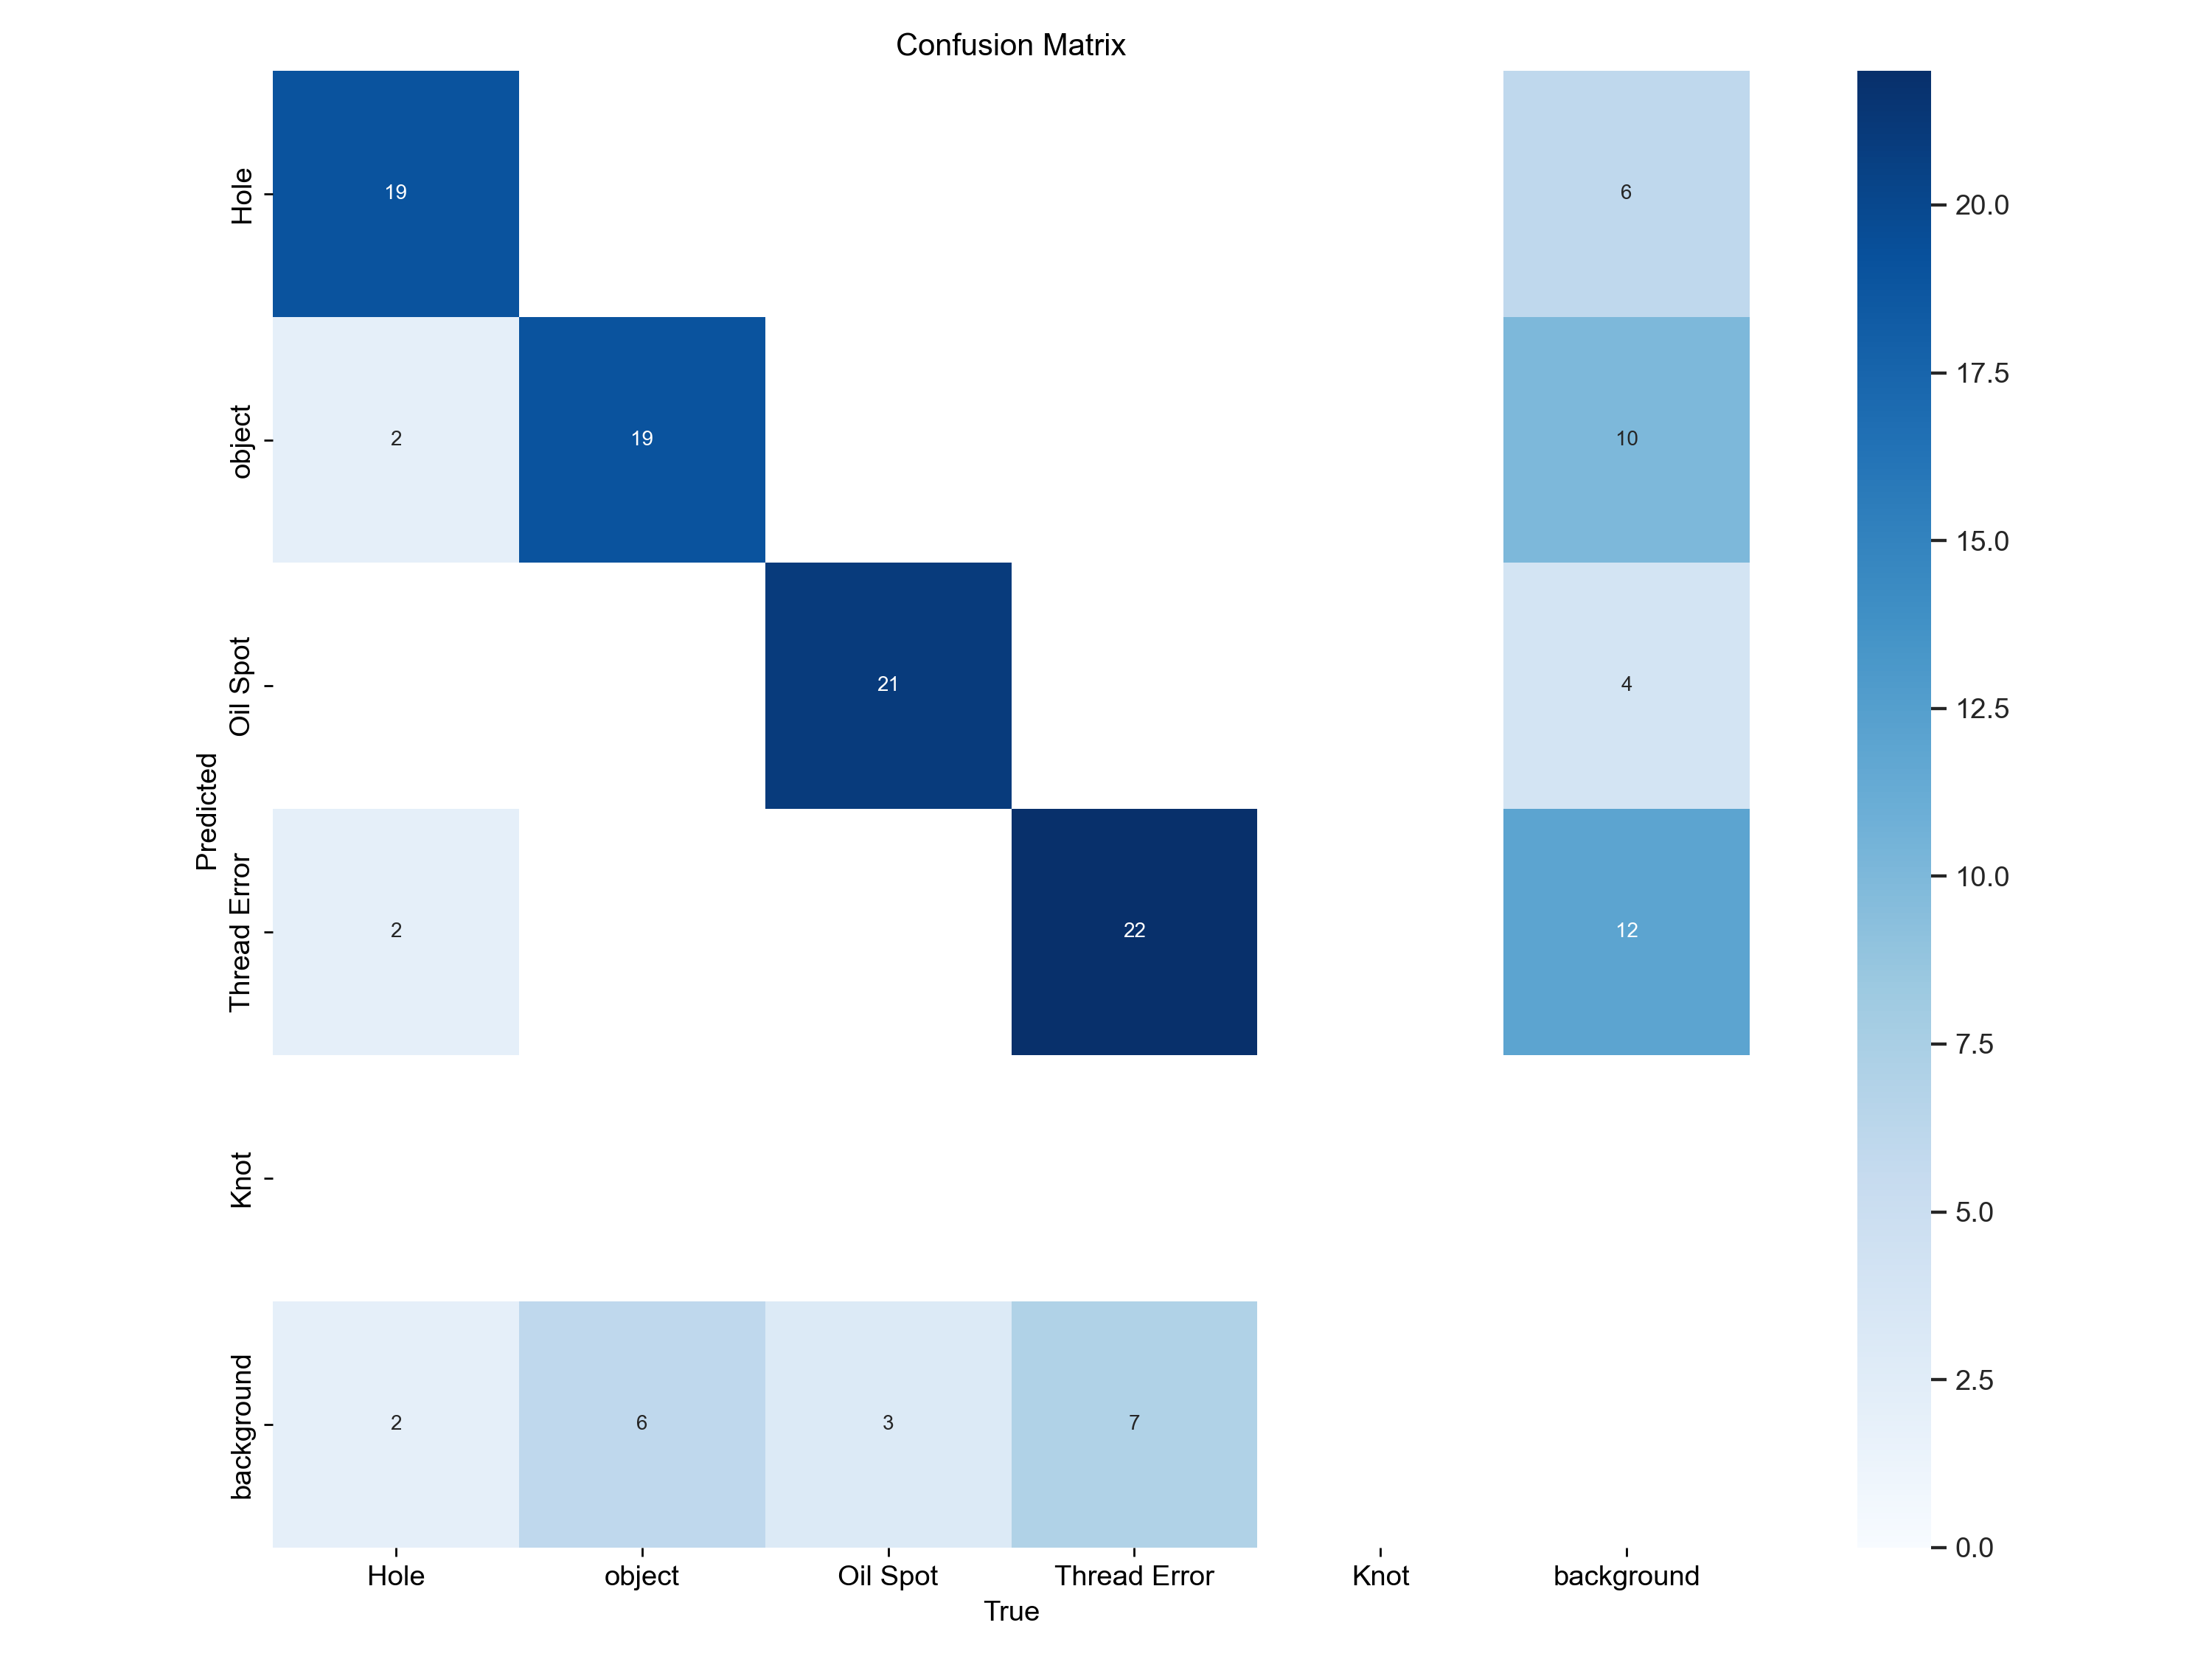 Confusion Matrix
Hole
19
6
20.0
17.5
object
2
19
10
15.0
Oil Spot
21
4
12.5
Predicted
10.0
Thread Error
2
22
12
7.5
Knot
5.0
2.5
background
2
6
3
7
0.0
Hole object Oil Spot Thread Error Knot background
True